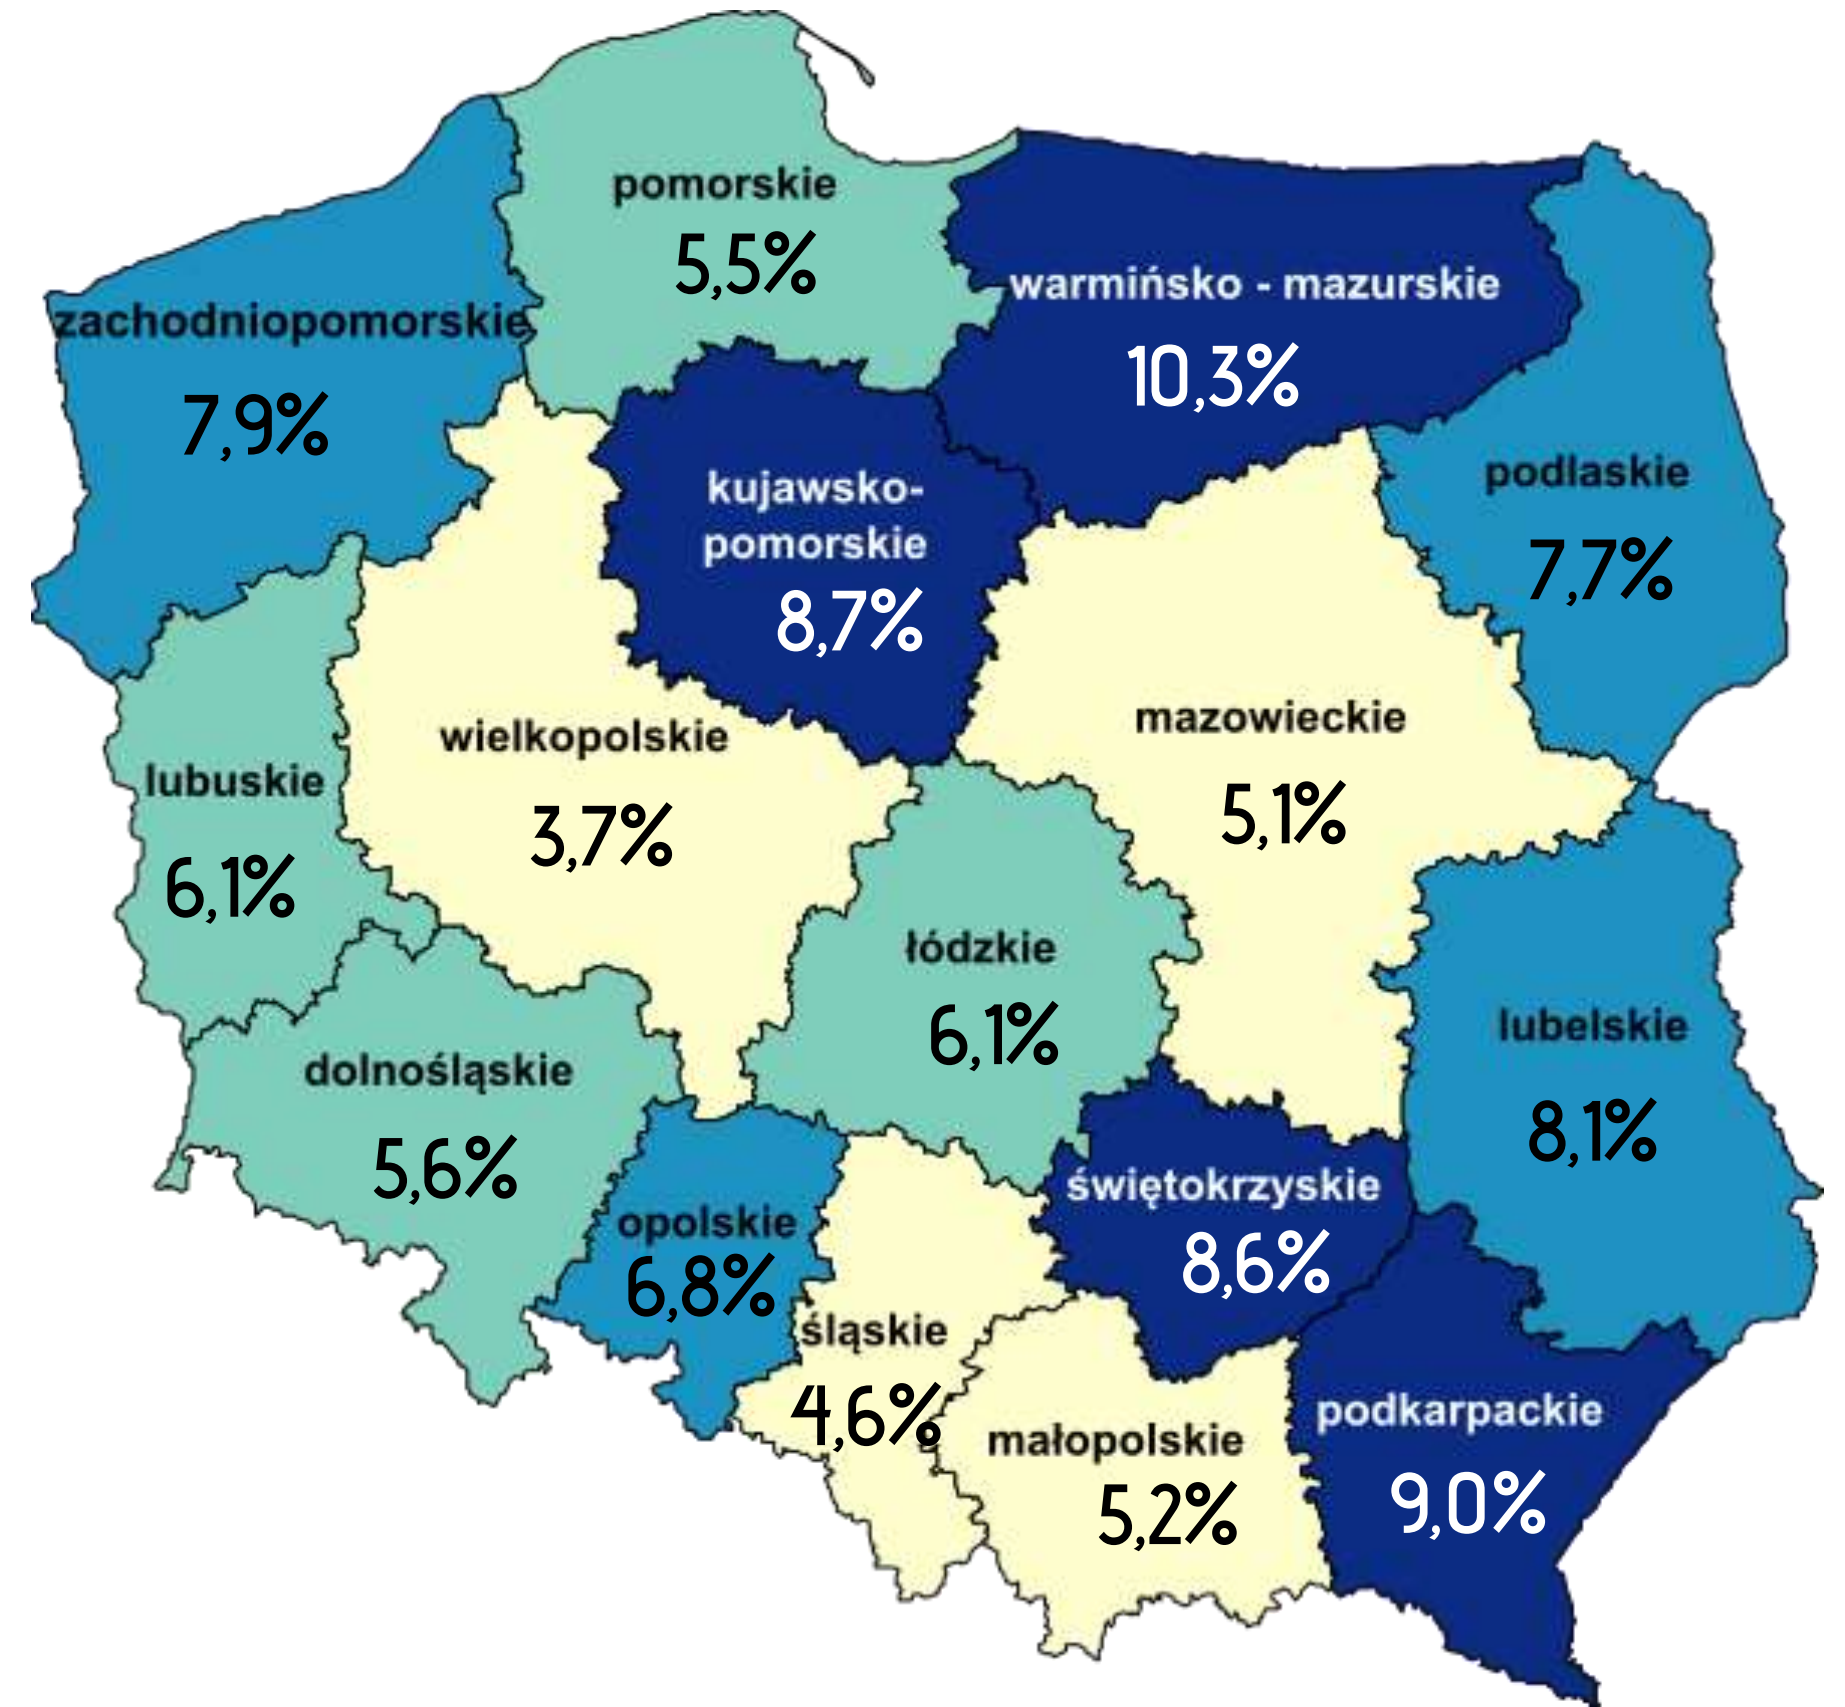 pomorskie
5,5%
warmińsko - mazurskie
10,3%
zachodniopomorskie
7,9%
podlaskie
7,7%
kujawsko-
pomorskie
8,7%
wielkopolskie
3,7%
mazowieckie
5,1%
lubuskie
6,1%
łódzkie
6,1%
lubelskie
8,1%
dolnośląskie
5,6%
opolskie
6,8%
świętokrzyskie
8,6%
śląskie
4,6%
małopolskie
5,2%
podkarpackie
9,0%